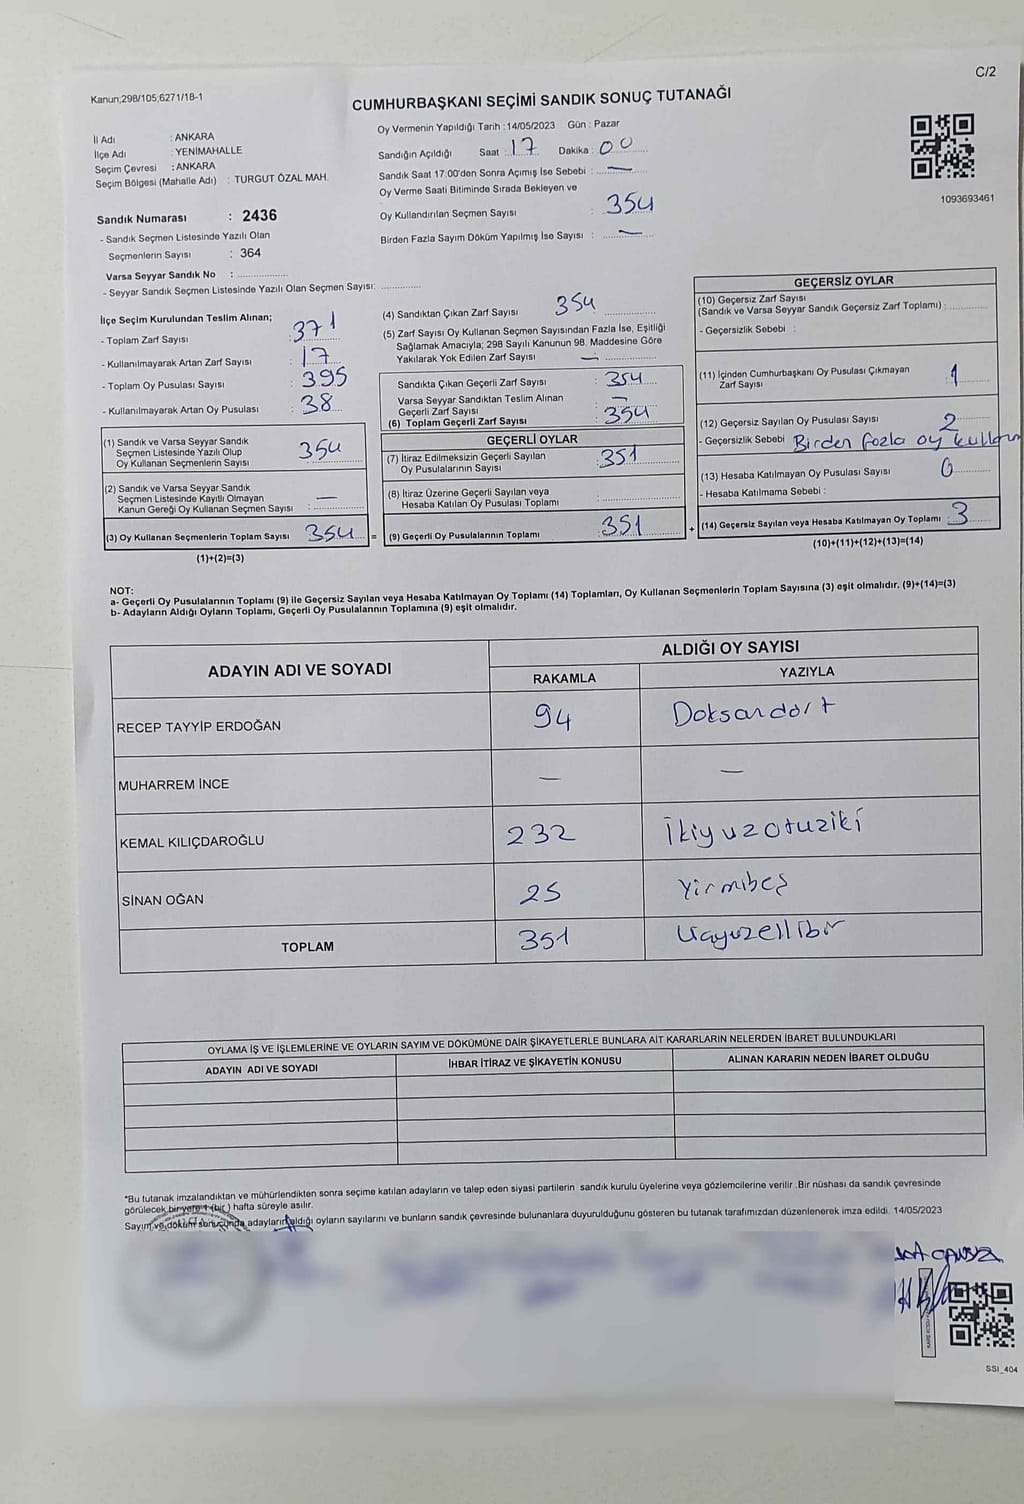 C/2
Kanun;298/105;6271/18-1
CUMHURBAŞKANI SEÇİMİ SANDIK SONUÇ TUTANAĞI
İl Adı : ANKARA
İlçe Adı : YENİMAHALLE
Seçim Çevresi : ANKARA
Seçim Bölgesi (Mahalle Adı) : TURGUT ÖZAL MAH.
Sandık Numarası : 2436
- Sandık Seçmen Listesinde Yazılı Olan
Seçmenlerin Sayısı : 364
Varsa Seyyar Sandık No :
- Seyyar Sandık Seçmen Listesinde Yazılı Olan Seçmen Sayısı:
Oy Vermenin Yapıldığı Tarih : 14/05/2023 Gün : Pazar
Sandığın Açıldığı Saat : 17 Dakika : 00
Sandık Saat 17:00'den Sonra Açımış İse Sebebi : —
Oy Verme Saati Bitiminde Sırada Bekleyen ve
Oy Kullandırılan Seçmen Sayısı : 354
Birden Fazla Sayım Döküm Yapılmış İse Sayısı : —
1093693461
İlçe Seçim Kurulundan Teslim Alınan;
- Toplam Zarf Sayısı : 371
- Kullanılmayarak Artan Zarf Sayısı : 17
- Toplam Oy Pusulası Sayısı : 395
- Kullanılmayarak Artan Oy Pusulası : 38
(1) Sandık ve Varsa Seyyar Sandık
Seçmen Listesinde Yazılı Olup
Oy Kullanan Seçmenlerin Sayısı 354
(2) Sandık ve Varsa Seyyar Sandık
Seçmen Listesinde Kayıtlı Olmayan
Kanun Gereği Oy Kullanan Seçmen Sayısı : —
(3) Oy Kullanan Seçmenlerin Toplam Sayısı 354 =
(1)+(2)=(3)
(4) Sandıktan Çıkan Zarf Sayısı 354
(5) Zarf Sayısı Oy Kullanan Seçmen Sayısından Fazla İse, Eşitliği
Sağlamak Amacıyla; 298 Sayılı Kanunun 98. Maddesine Göre
Yakılarak Yok Edilen Zarf Sayısı : —
Sandıkta Çıkan Geçerli Zarf Sayısı : 354
Varsa Seyyar Sandıktan Teslim Alınan
Geçerli Zarf Sayısı : —
(6) Toplam Geçerli Zarf Sayısı : 354
GEÇERLİ OYLAR
(7) İtiraz Edilmeksizin Geçerli Sayılan
Oy Pusulalarının Sayısı : 351
(8) İtiraz Üzerine Geçerli Sayılan veya
Hesaba Katılan Oy Pusulası Toplamı :
(9) Geçerli Oy Pusulalarının Toplamı : 351 +
GEÇERSİZ OYLAR
(10) Geçersiz Zarf Sayısı
(Sandık ve Varsa Seyyar Sandık Geçersiz Zarf Toplamı) :
- Geçersizlik Sebebi :
(11) İçinden Cumhurbaşkanı Oy Pusulası Çıkmayan
Zarf Sayısı : 1
(12) Geçersiz Sayılan Oy Pusulası Sayısı : 2
- Geçersizlik Sebebi Birden fazla oy
(13) Hesaba Katılmayan Oy Pusulası Sayısı : 0
- Hesaba Katılmama Sebebi :
(14) Geçersiz Sayılan veya Hesaba Katılmayan Oy Toplamı : 3
(10)+(11)+(12)+(13)=(14)
NOT:
a- Geçerli Oy Pusulalarının Toplamı (9) ile Geçersiz Sayılan veya Hesaba Katılmayan Oy Toplamı (14) Toplamları, Oy Kullanan Seçmenlerin Toplam Sayısına (3) eşit olmalıdır. (9)+(14)=(3)
b- Adayların Aldığı Oyların Toplamı, Geçerli Oy Pusulalarının Toplamına (9) eşit olmalıdır.
ADAYIN ADI VE SOYADI
ALDIĞI OY SAYISI
RAKAMLA YAZIYLA
RECEP TAYYİP ERDOĞAN 94 Doksandört
MUHARREM İNCE — —
KEMAL KILIÇDAROĞLU 232 İkiyuzotuziki
SİNAN OĞAN 25 Yirmibeş
TOPLAM 351 Üçyuzellibir
OYLAMA İŞ VE İŞLEMLERİNE VE OYLARIN SAYIM VE DÖKÜMÜNE DAİR ŞİKAYETLERLE BUNLARA AİT KARARLARIN NELERDEN İBARET BULUNDUKLARI
ADAYIN ADI VE SOYADI İHBAR İTİRAZ VE ŞİKAYETİN KONUSU ALINAN KARARIN NEDEN İBARET OLDUĞU
*Bu tutanak imzalandıktan ve mühürlendikten sonra seçime katılan adayların ve talep eden siyasi partilerin sandık kurulu üyelerine veya gözlemcilerine verilir .Bir nüshası da sandık çevresinde
görülecek bir yere 1 (bir) hafta süreyle asılır.
Sayım ve döküm sonucunda adayların aldığı oyların sayılarını ve bunların sandık çevresinde bulunanlara duyurulduğunu gösteren bu tutanak tarafımızdan düzenlenerek imza edildi. 14/05/2023
SSI_404